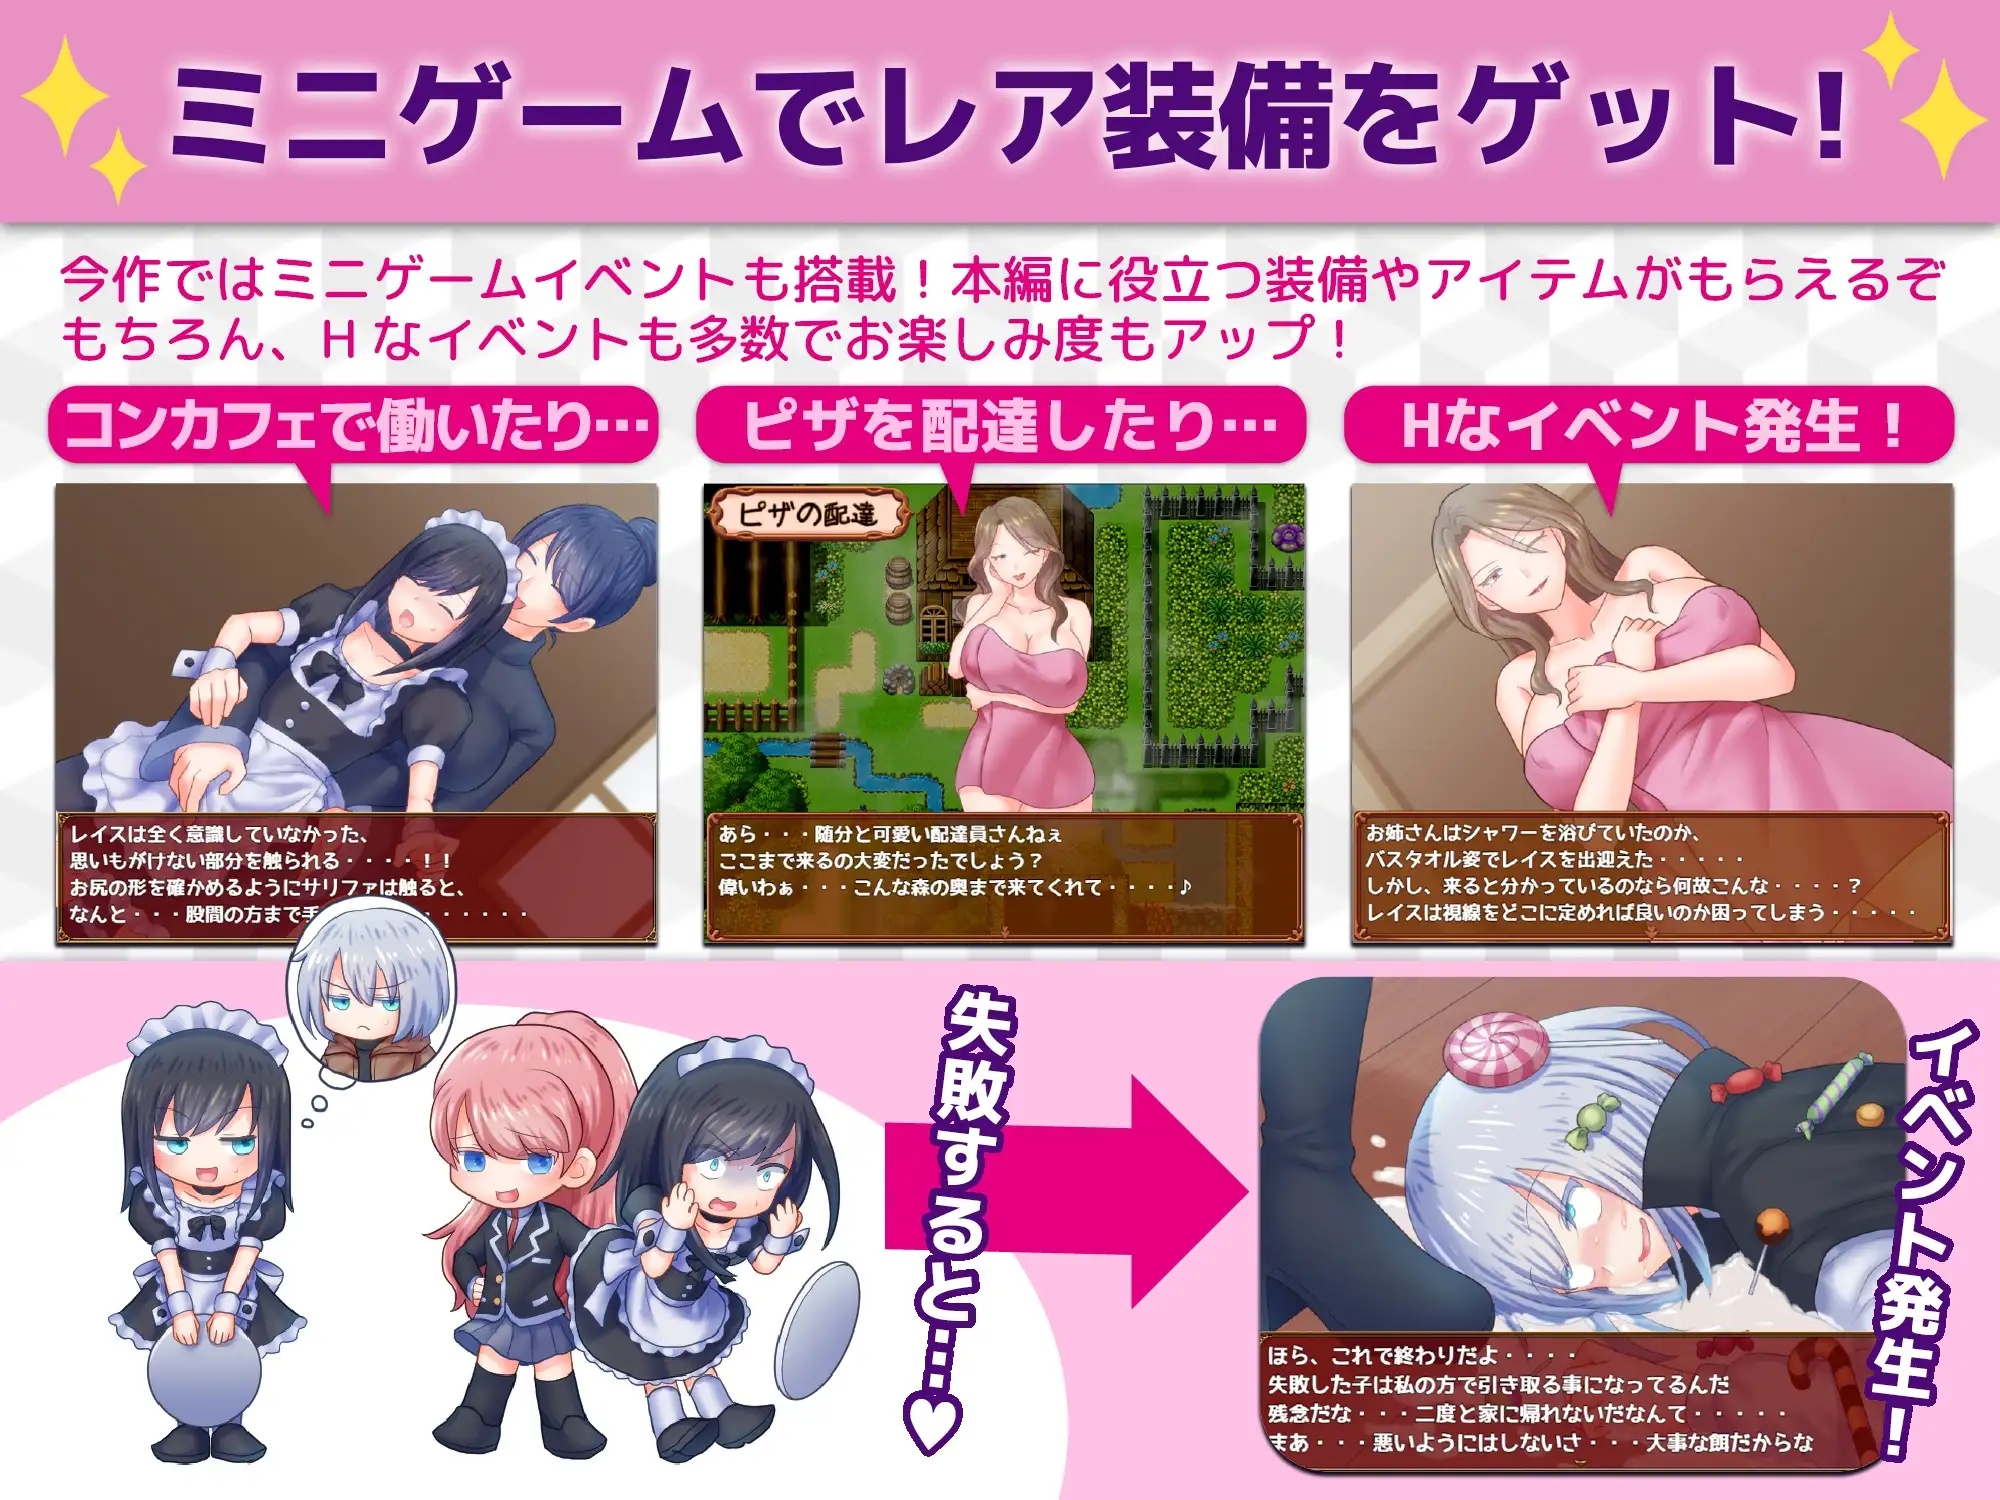 ミニゲームでレア装備をゲット!
今作ではミニゲームイベントも搭載！本編に役立つ装備やアイテムがもらえるぞ
もちろん、Hなイベントも多数でお楽しみ度もアップ！
コンカフェで働いたり…
ピザを配達したり…
Hなイベント発生！
レイスは全く意識していなかった、
思いもがけない部分を触られる・・・・！！
お尻の形を確かめるようにサリファは触ると、
なんと・・・股間の方まで手・・・・・・
ピザの配達
あら・・・随分と可愛い配達員さんねぇ
ここまで来るの大変だったでしょう？
偉いわぁ・・・こんな森の奥まで来てくれて・・・・♪
お姉さんはシャワーを浴びていたのか、
バスタオル姿でレイスを出迎えた・・・・・
しかし、来ると分かっているのなら何故こんな・・・・？
レイスは視線をどこに定めれば良いのか困ってしまう・・・・・
失敗すると…♡
イベント発生！
ほら、これで終わりだよ・・・・
失敗した子は私の方で引き取る事になってるんだ
残念だな・・・二度と家に帰れないだなんて・・・・・
まあ・・・悪いようにはしないさ・・・大事な餌だからな